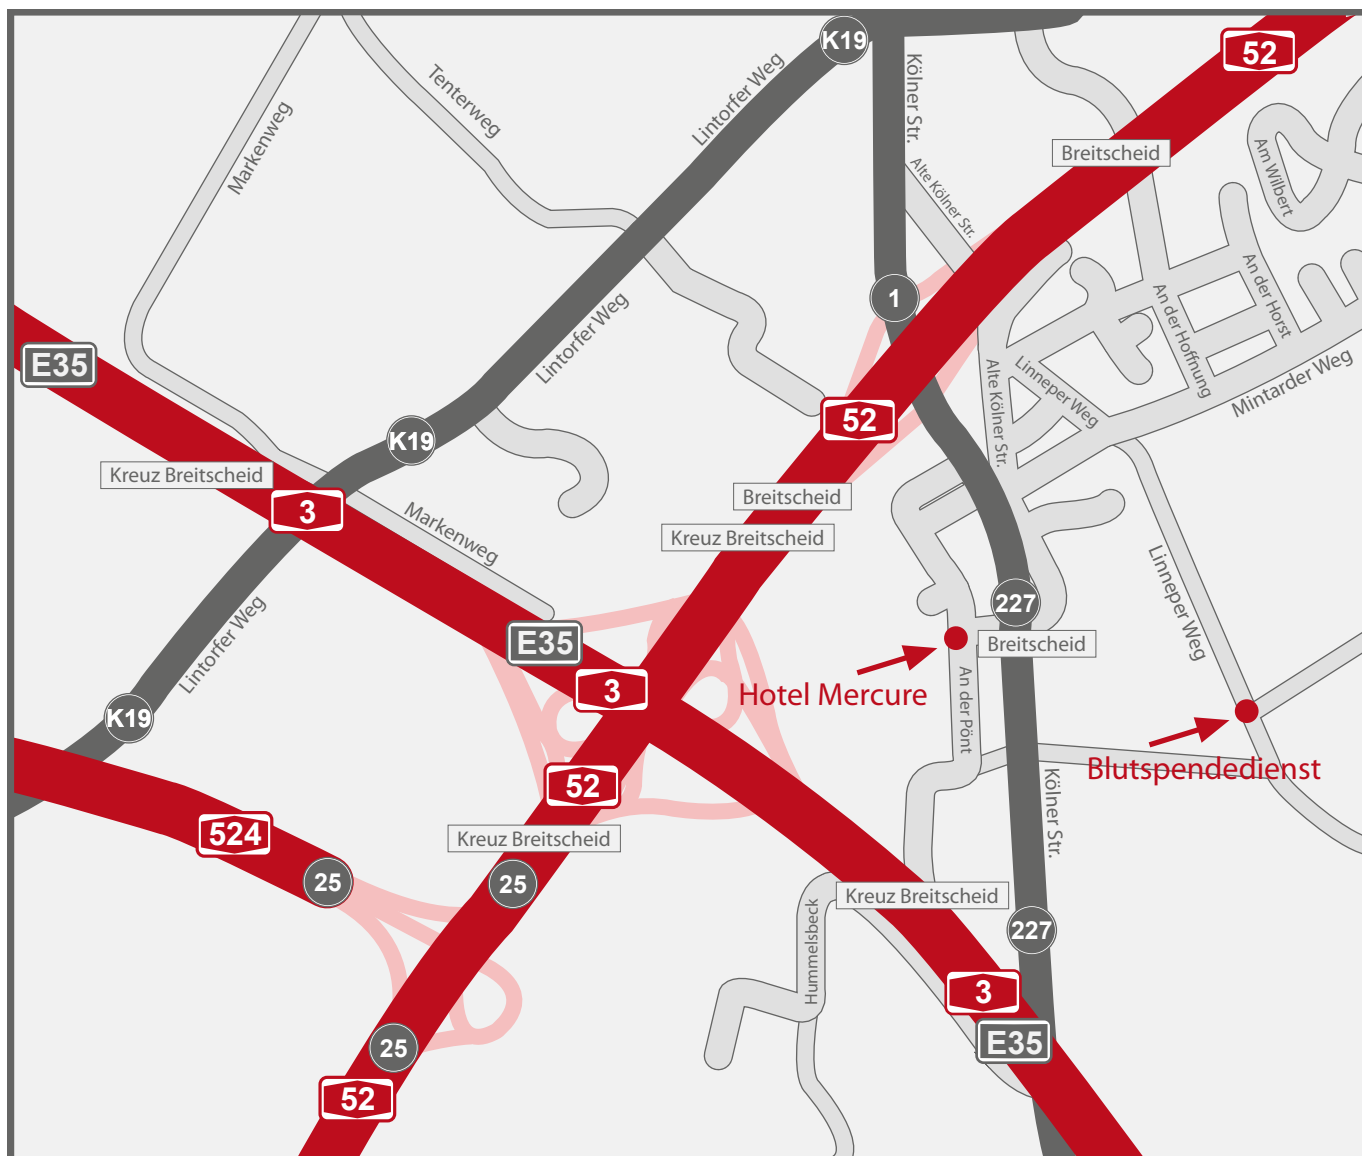 K19
52
Kölner Str.
Lintorfer Weg
Tenterweg
Markenweg
Breitscheid
Alte Kölner Str.
Am Wilbert
An der Horst
An der Hoffnung
1
Lintorfer Weg
E35
Linneper Weg
Alte Kölner Str.
Mintarder Weg
52
K19
Kreuz Breitscheid
3
Breitscheid
Markenweg
Kreuz Breitscheid
Linneper Weg
227
Lintorfer Weg
E35
Breitscheid
3
Hotel Mercure
An der Pönt
K19
Blutspendedienst
52
Kölner Str.
524
Kreuz Breitscheid
25
25
Kreuz Breitscheid
227
Hummelsbeck
3
E35
25
52